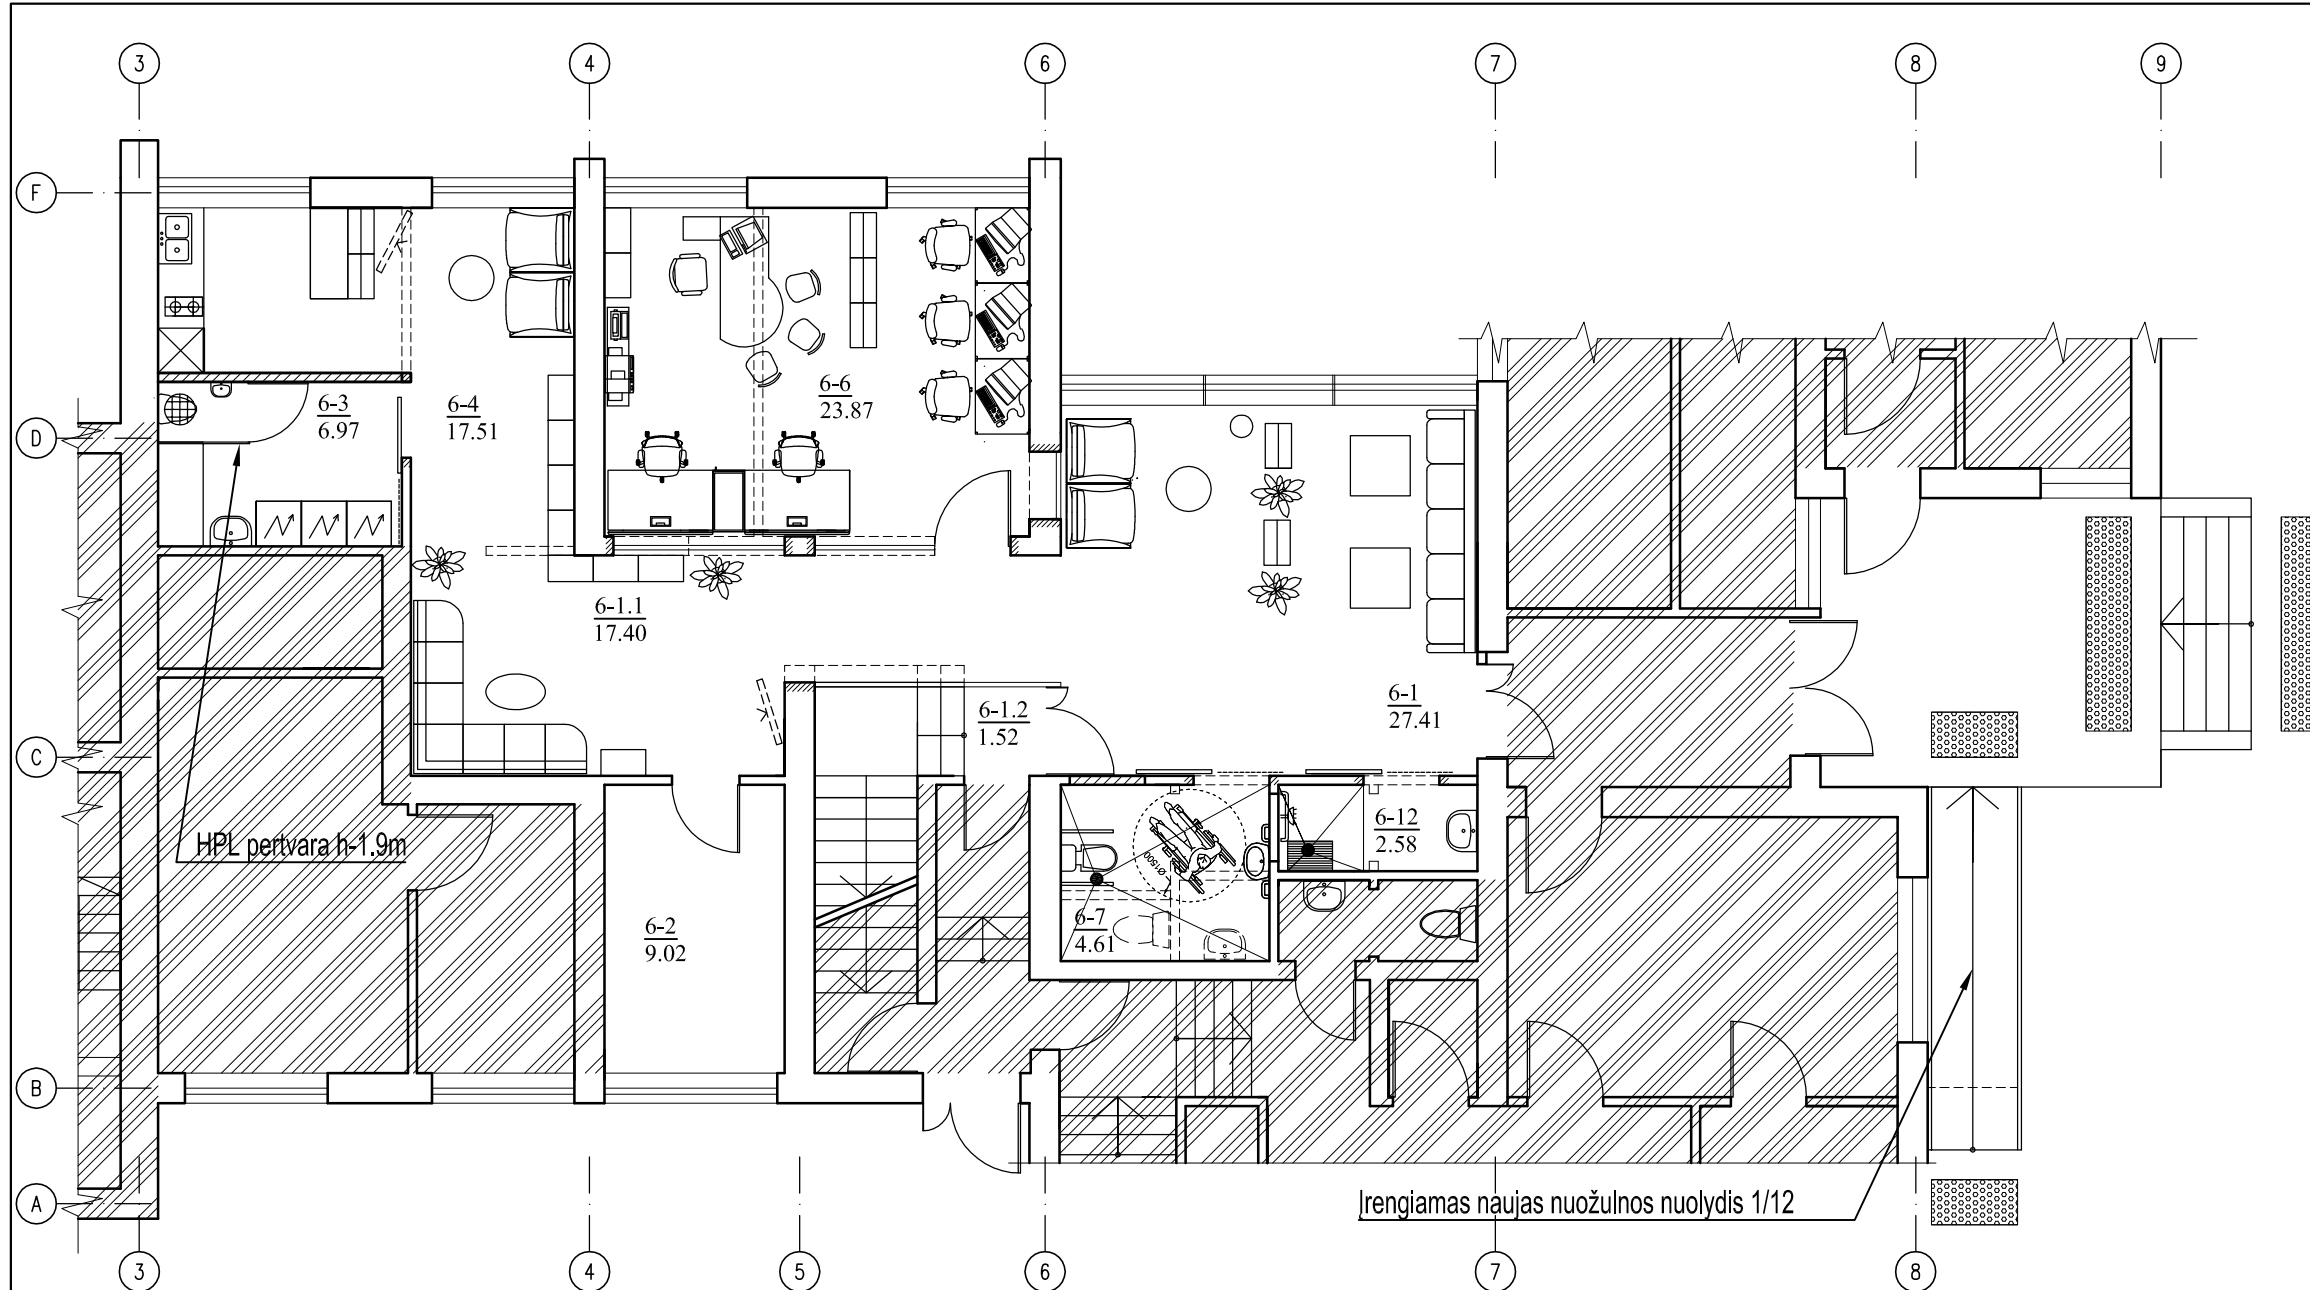 3 4 6 7 8 9
F
6-3
6.97
6-4
17.51
6-6
23.87
D
6-1.1
17.40
6-1.2
1.52
6-1
27.41
C
HPL pertvara h-1.9m
6-2
9.02
Ø1500
6-12
2.58
6-7
4.61
B
A
Įrengiamas naujas nuožulnos nuolydis 1/12
3 4 5 6 7 8